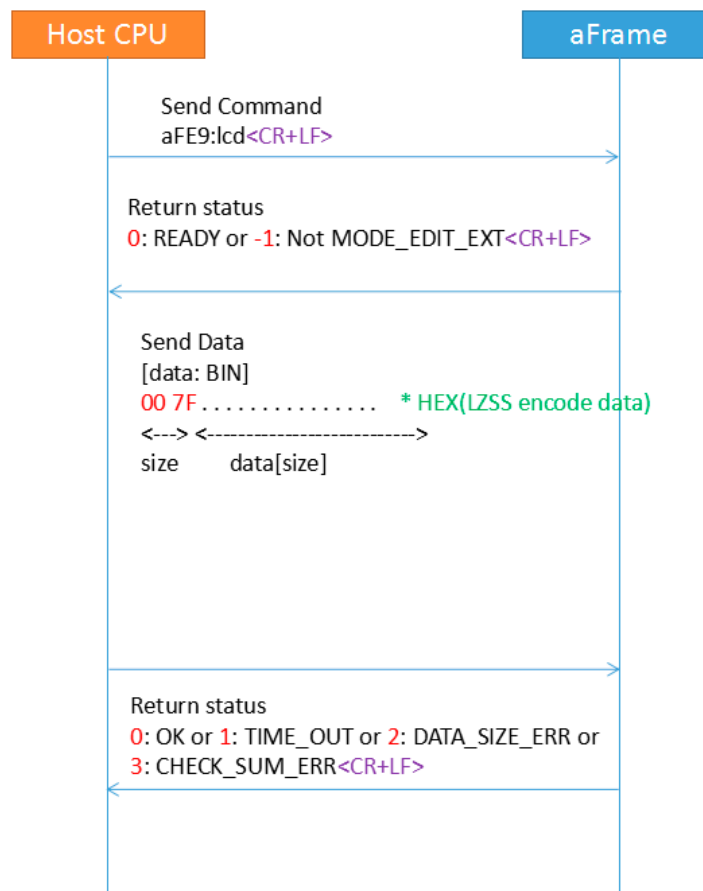 Host CPU
aFrame
Send Command
aFE9:lcd<CR+LF>
Return status
0: READY or -1: Not MODE_EDIT_EXT<CR+LF>
Send Data
[data: BIN]
00 7F . . . . . . . . . . . . . . . * HEX(LZSS encode data)
<---> <--------------------------->
size data[size]
Return status
0: OK or 1: TIME_OUT or 2: DATA_SIZE_ERR or
3: CHECK_SUM_ERR<CR+LF>